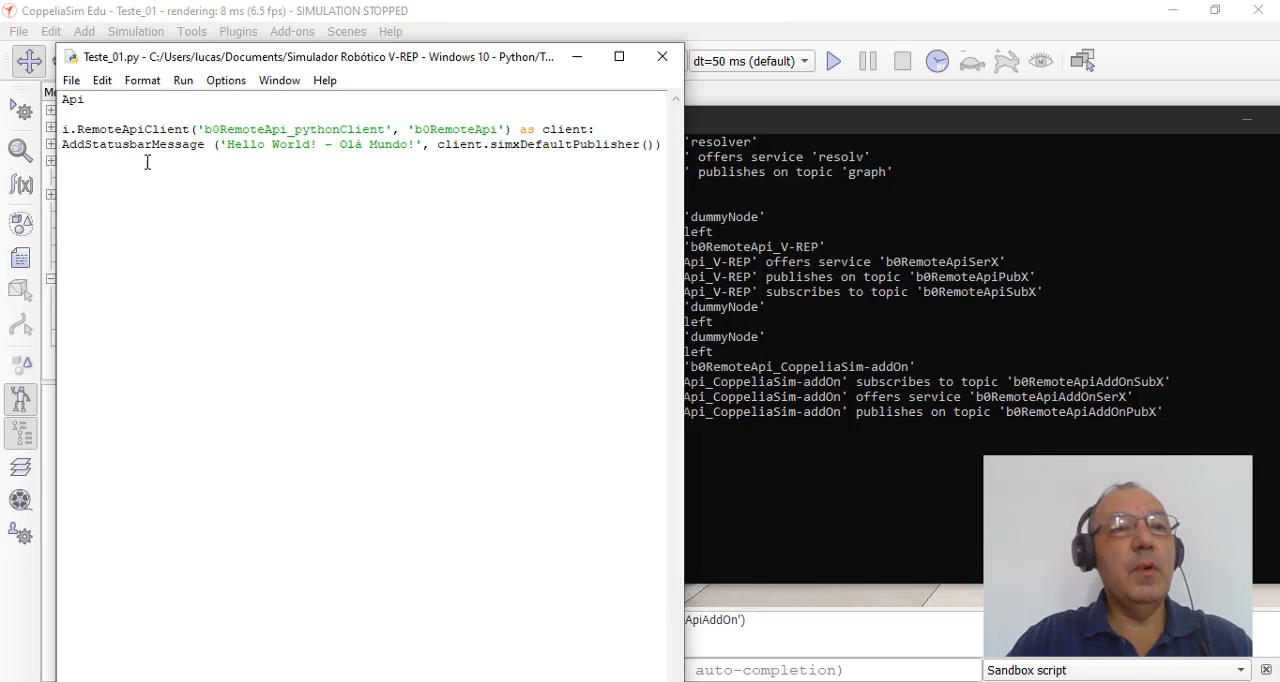 CoppeliaSim Edu - Teste_01 - rendering: 8 ms (6.5 fps) - SIMULATION STOPPED
File Edit Add Simulation Tools Plugins Add-ons Scenes Help
Teste_01.py - C:/Users/lucas/Documents/Simulador Robótico V-REP - Windows 10 - Python/T...
dt=50 ms (default)
File Edit Format Run Options Window Help
Api
i.RemoteApiClient('b0RemoteApi_pythonClient', 'b0RemoteApi') as client:
AddStatusbarMessage ('Hello World! - Olá Mundo!', client.simxDefaultPublisher())
'resolver'
' offers service 'resolv'
' publishes on topic 'graph'
'dummyNode'
left
'b0RemoteApi_V-REP'
Api_V-REP' offers service 'b0RemoteApiSerX'
Api_V-REP' publishes on topic 'b0RemoteApiPubX'
Api_V-REP' subscribes to topic 'b0RemoteApiSubX'
'dummyNode'
left
'dummyNode'
left
'b0RemoteApi_CoppeliaSim-addOn'
Api_CoppeliaSim-addOn' subscribes to topic 'b0RemoteApiAddOnSubX'
Api_CoppeliaSim-addOn' offers service 'b0RemoteApiAddOnSerX'
Api_CoppeliaSim-addOn' publishes on topic 'b0RemoteApiAddOnPubX'
ApiAddOn')
auto-completion)
Sandbox script